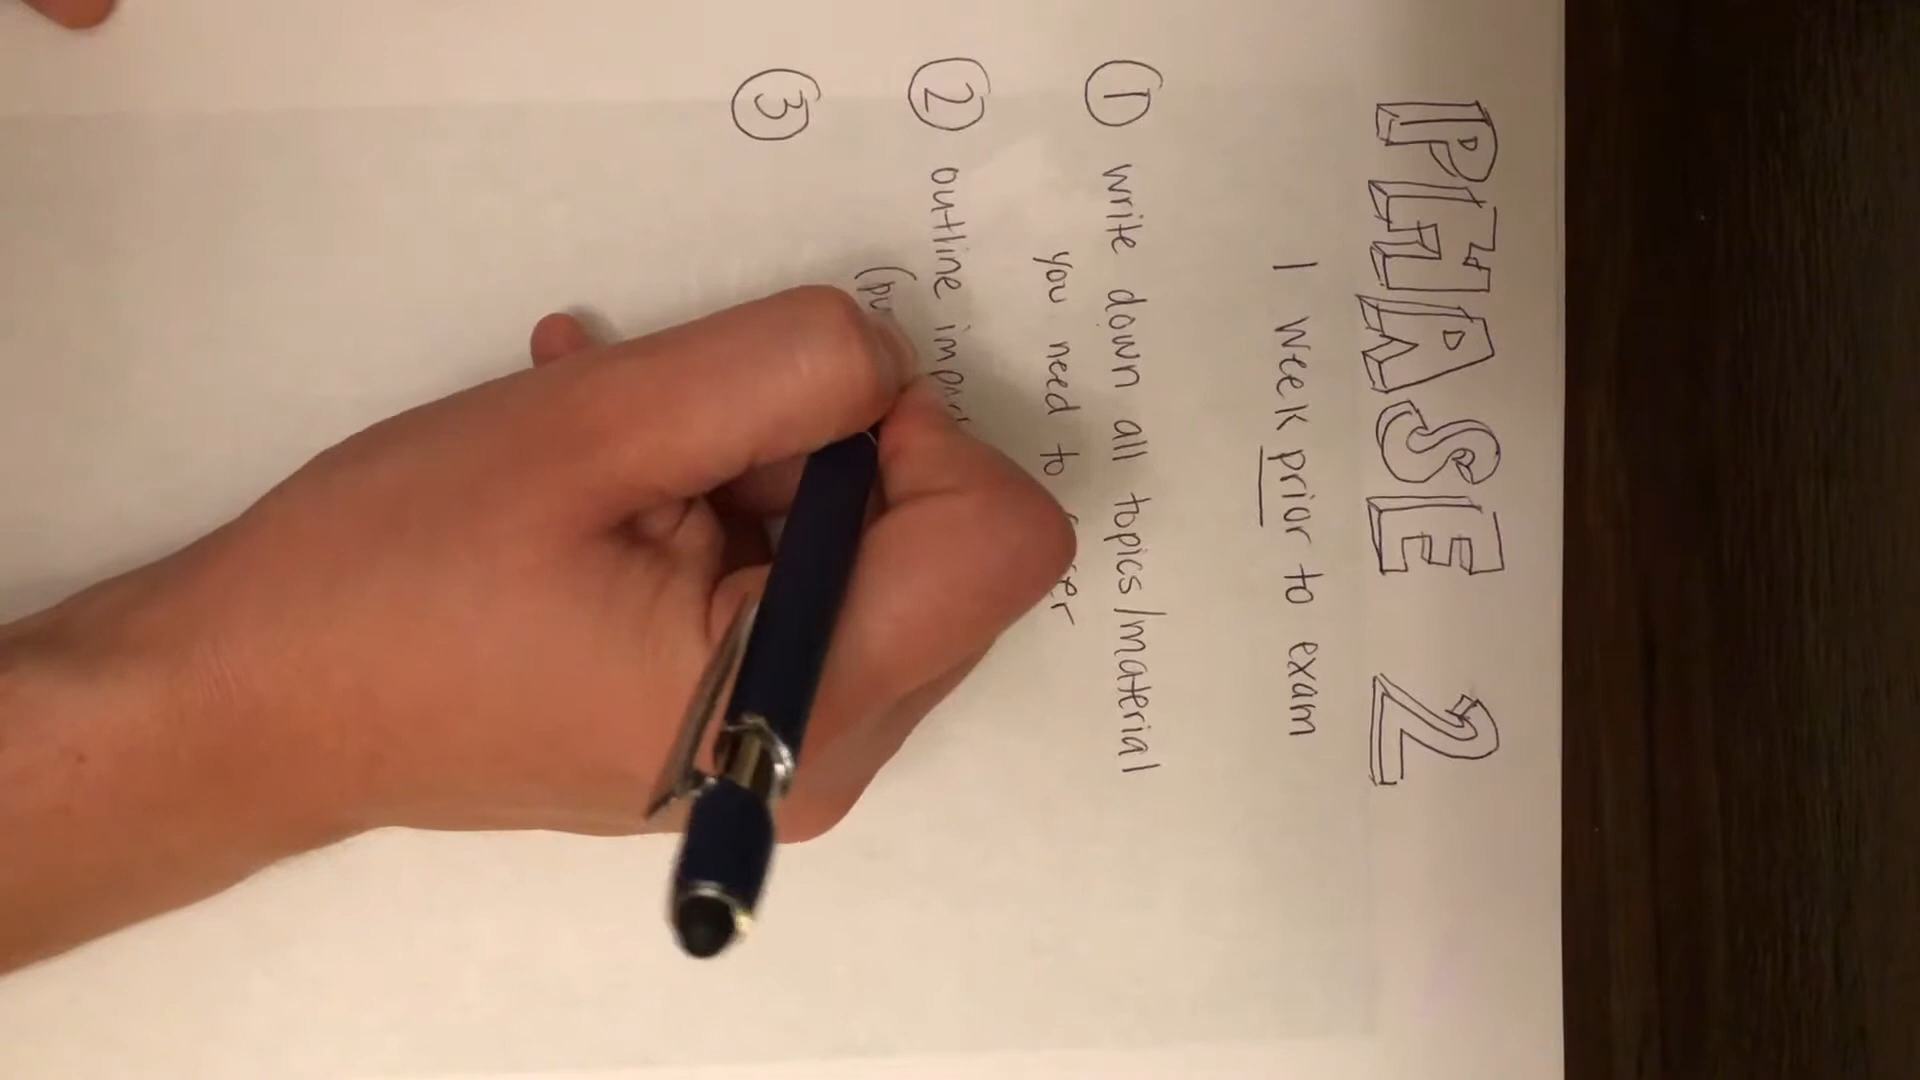 PHASE 2
1 week prior to exam
① write down all topics/material
you need to
② outline
③